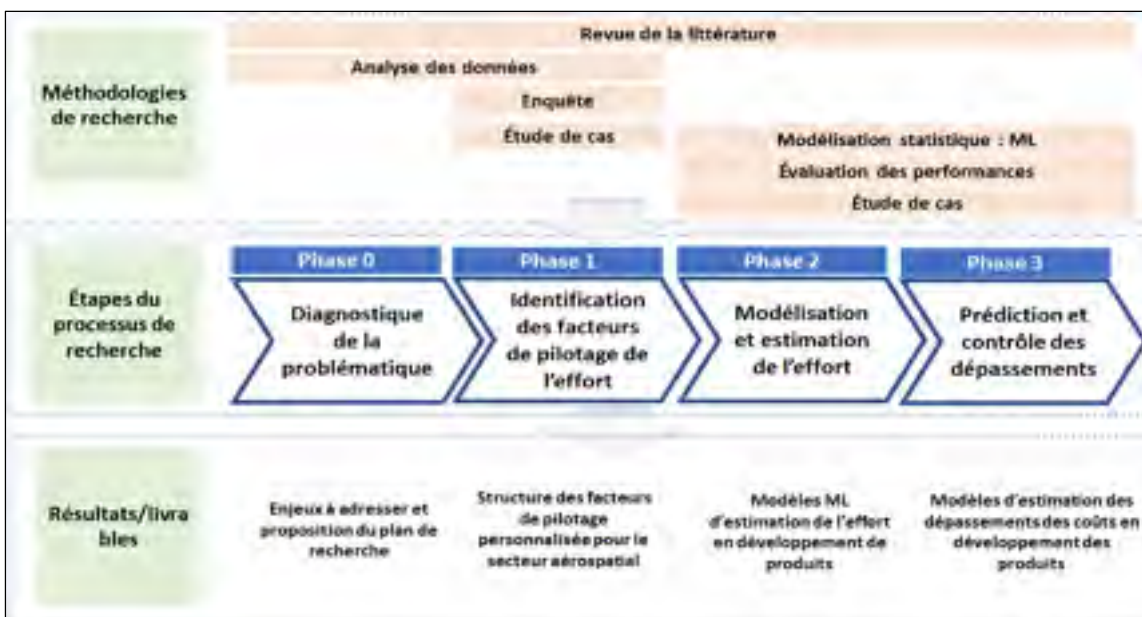 Méthodologies
de recherche
Revue de la littérature
Analyse des données
Enquête
Étude de cas
Modélisation statistique : ML
Évaluation des performances
Étude de cas
Étapes du
processus de
recherche
Phase 0
Diagnostique
de la
problématique
Phase 1
Identification
des facteurs
de pilotage de
l'effort
Phase 2
Modélisation
et estimation
de l'effort
Phase 3
Prédiction et
contrôle des
dépassements
Résultats/livra
bles
Enjeux à adresser et
proposition du plan de
recherche
Structure des facteurs
de pilotage
personnalisée pour le
secteur aérospatial
Modèles ML
d'estimation de l'effort
en développement de
produits
Modèles d'estimation des
dépassements des coûts en
développement des
produits